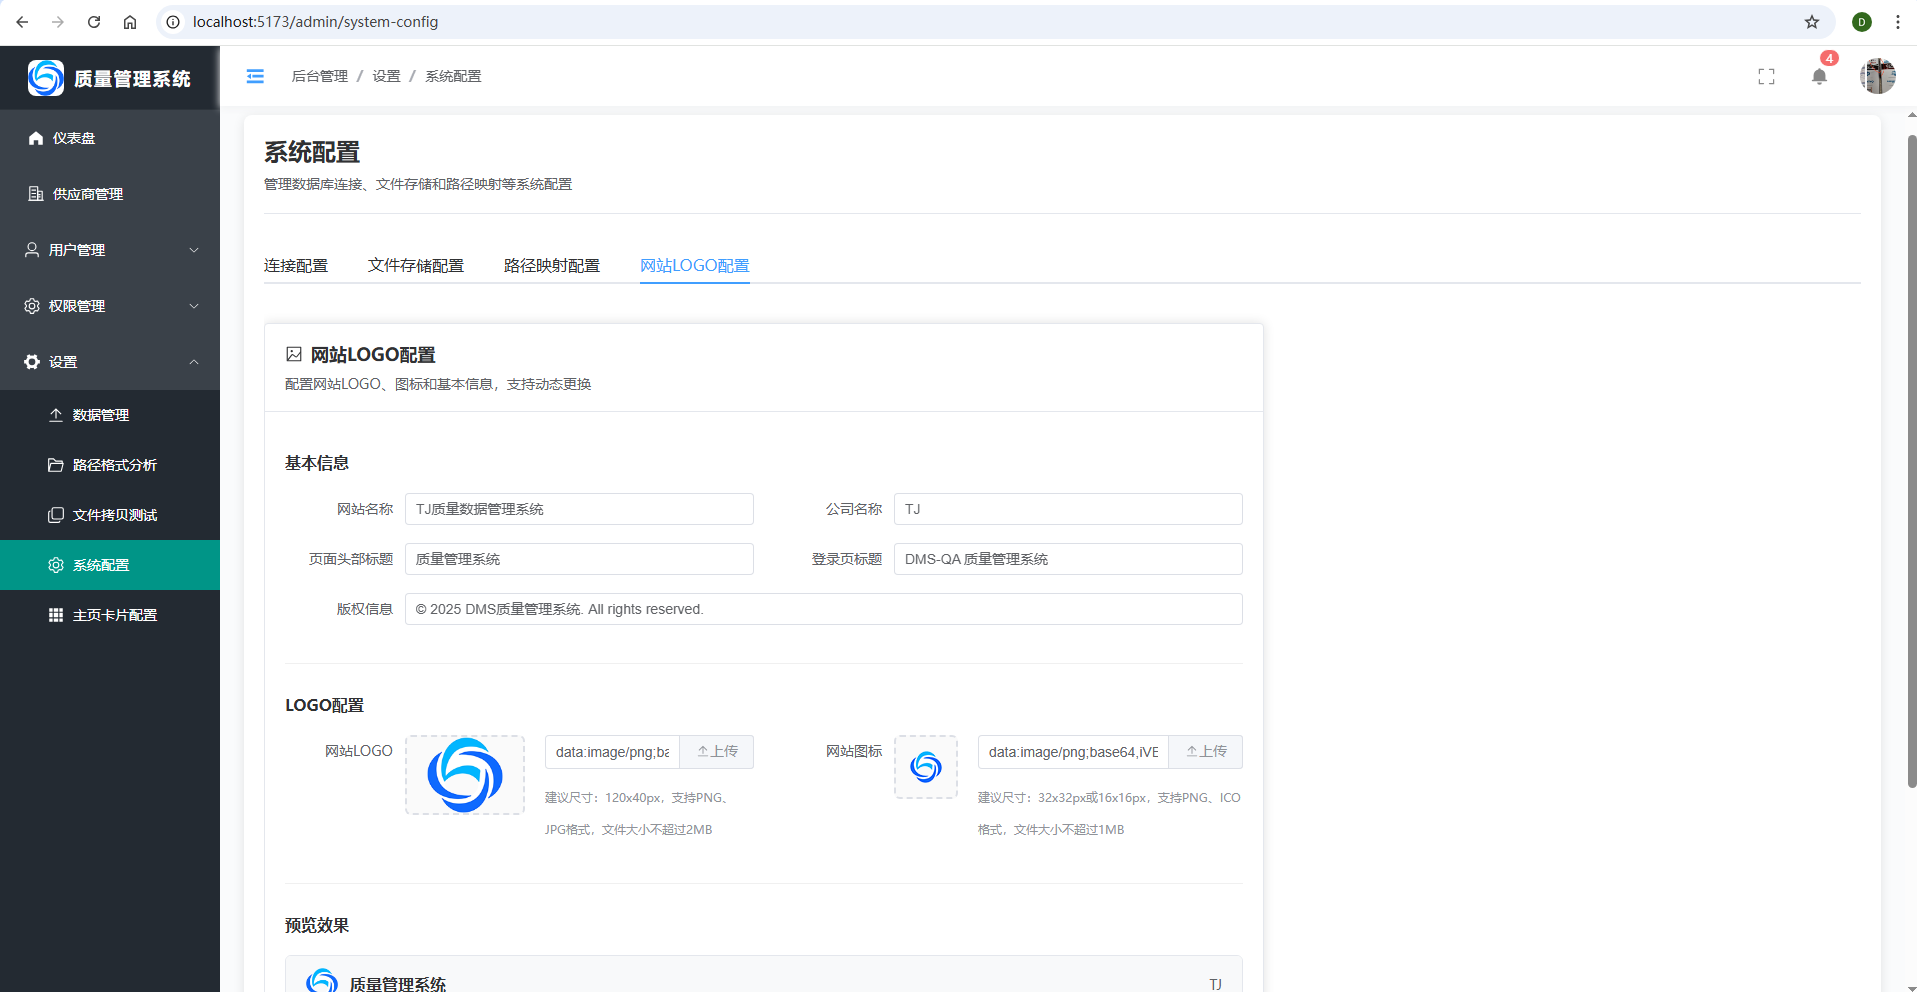 localhost:5173/admin/system-config
D
质量管理系统
后台管理 / 设置 / 系统配置
4
仪表盘
供应商管理
用户管理
权限管理
设置
数据管理
路径格式分析
文件拷贝测试
系统配置
主页卡片配置
系统配置
管理数据库连接、文件存储和路径映射等系统配置
连接配置 文件存储配置 路径映射配置 网站LOGO配置
网站LOGO配置
配置网站LOGO、图标和基本信息，支持动态更换
基本信息
网站名称 TJ质量数据管理系统 公司名称 TJ
页面头部标题 质量管理系统 登录页标题 DMS-QA 质量管理系统
版权信息 © 2025 DMS质量管理系统. All rights reserved.
LOGO配置
网站LOGO data:image/png;ba 上传 网站图标 data:image/png;base64,iVE 上传
建议尺寸：120x40px，支持PNG、
JPG格式，文件大小不超过2MB
建议尺寸：32x32px或16x16px，支持PNG、ICO
格式，文件大小不超过1MB
预览效果
质量管理系统 TJ